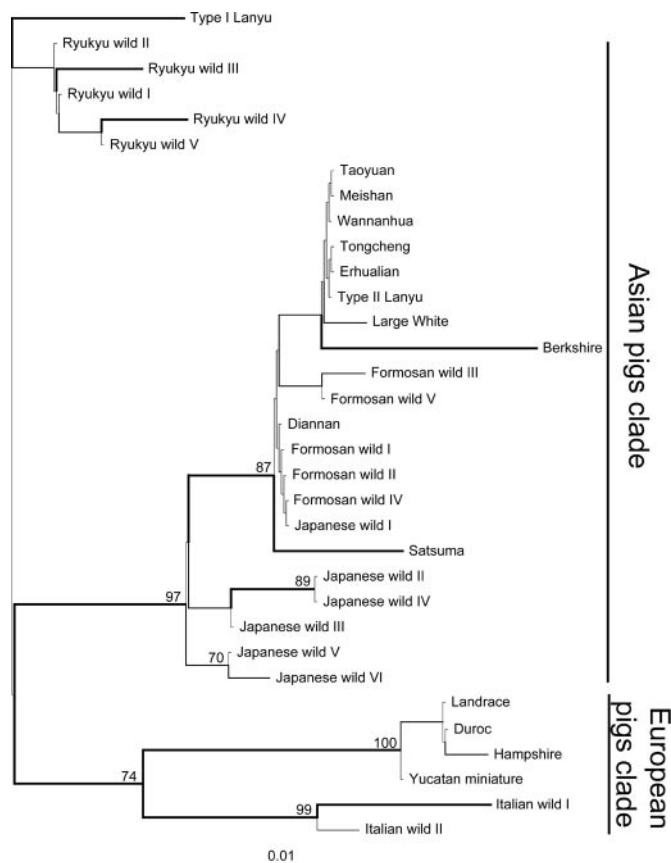 Type I Lanyu
Ryukyu wild II
Ryukyu wild III
Ryukyu wild I
Ryukyu wild IV
Ryukyu wild V
Taoyuan
Meishan
Wannanhua
Tongcheng
Erhualian
Type II Lanyu
Large White
Berkshire
Formosan wild III
Formosan wild V
Diannan
Formosan wild I
87
Formosan wild II
Formosan wild IV
Japanese wild I
Satsuma
89
Japanese wild II
97
Japanese wild IV
Japanese wild III
70
Japanese wild V
Japanese wild VI
Asian pigs clade
Landrace
Duroc
100
Hampshire
74
Yucatan miniature
99
Italian wild I
Italian wild II
European
pigs clade
0.01